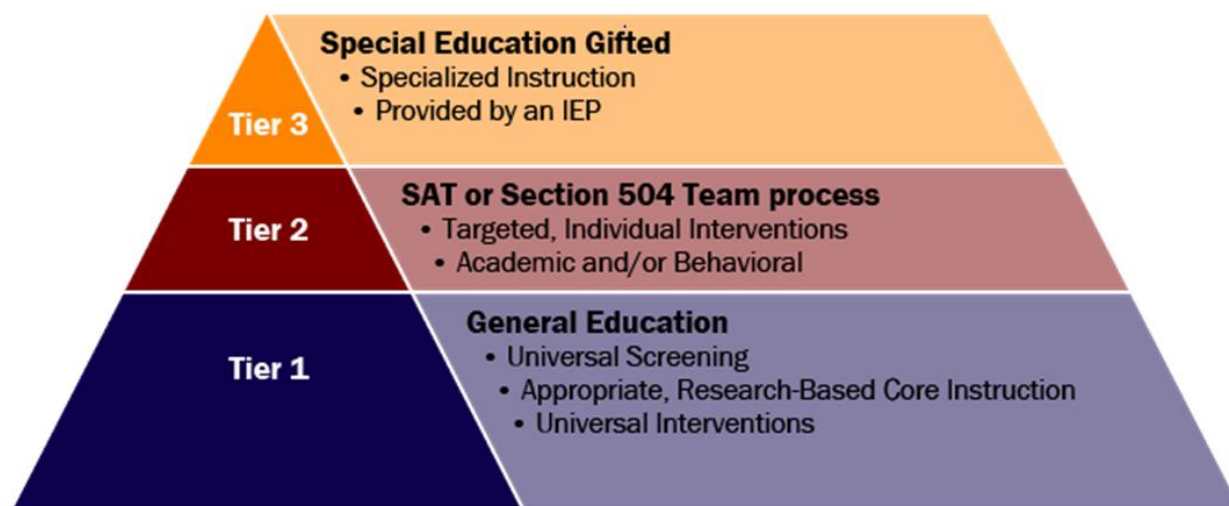 Special Education Gifted
• Specialized Instruction
• Provided by an IEP
Tier 3
SAT or Section 504 Team process
• Targeted, Individual Interventions
Tier 2
• Academic and/or Behavioral
General Education
• Universal Screening
Tier 1
• Appropriate, Research-Based Core Instruction
• Universal Interventions